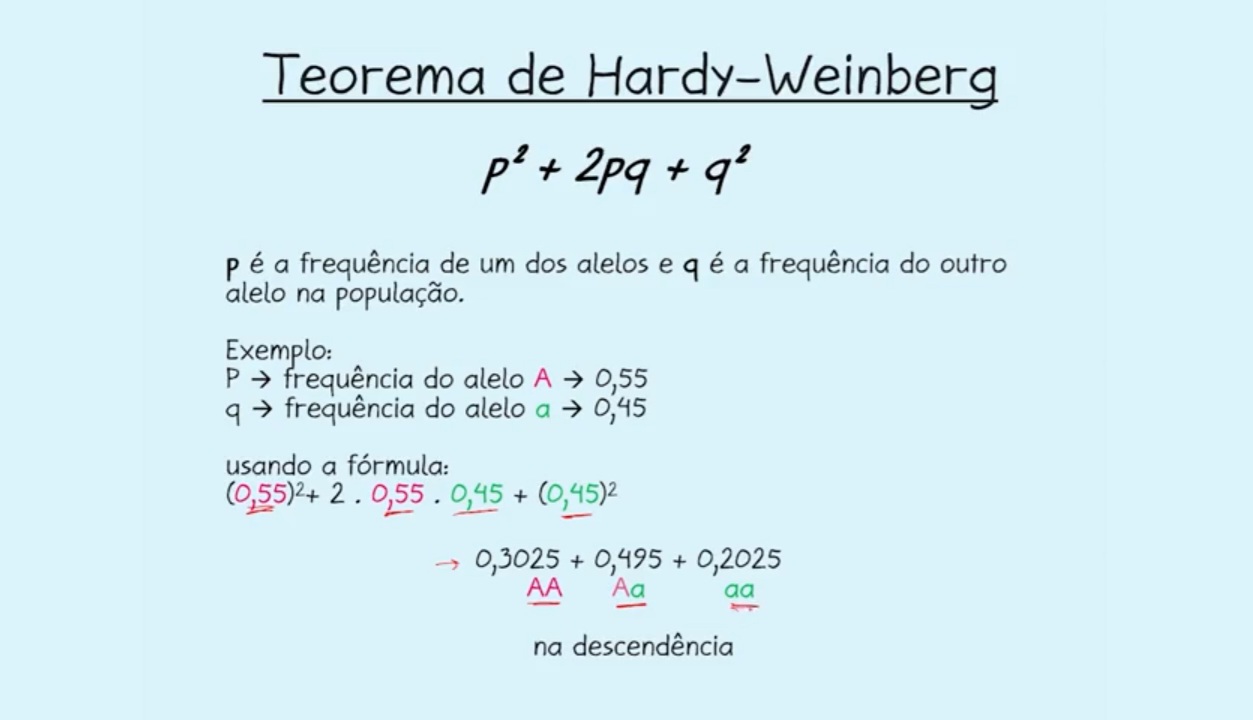 Teorema de Hardy-Weinberg
p² + 2pq + q²
p é a frequência de um dos alelos e q é a frequência do outro
alelo na população.
Exemplo:
P → frequência do alelo A → 0,55
q → frequência do alelo a → 0,45
usando a fórmula:
(0,55)²+ 2 . 0,55 . 0,45 + (0,45)²
→ 0,3025 + 0,495 + 0,2025
AA Aa aa
na descendência